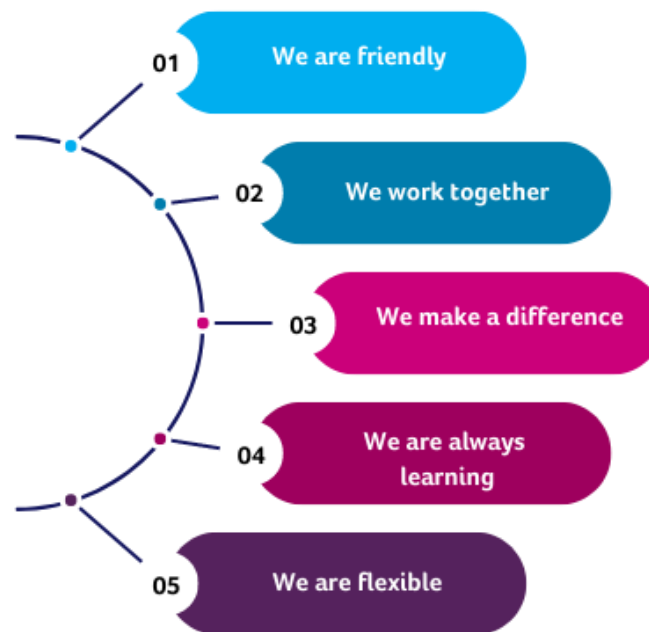 01
We are friendly
02
We work together
03
We make a difference
04
We are always
learning
05
We are flexible